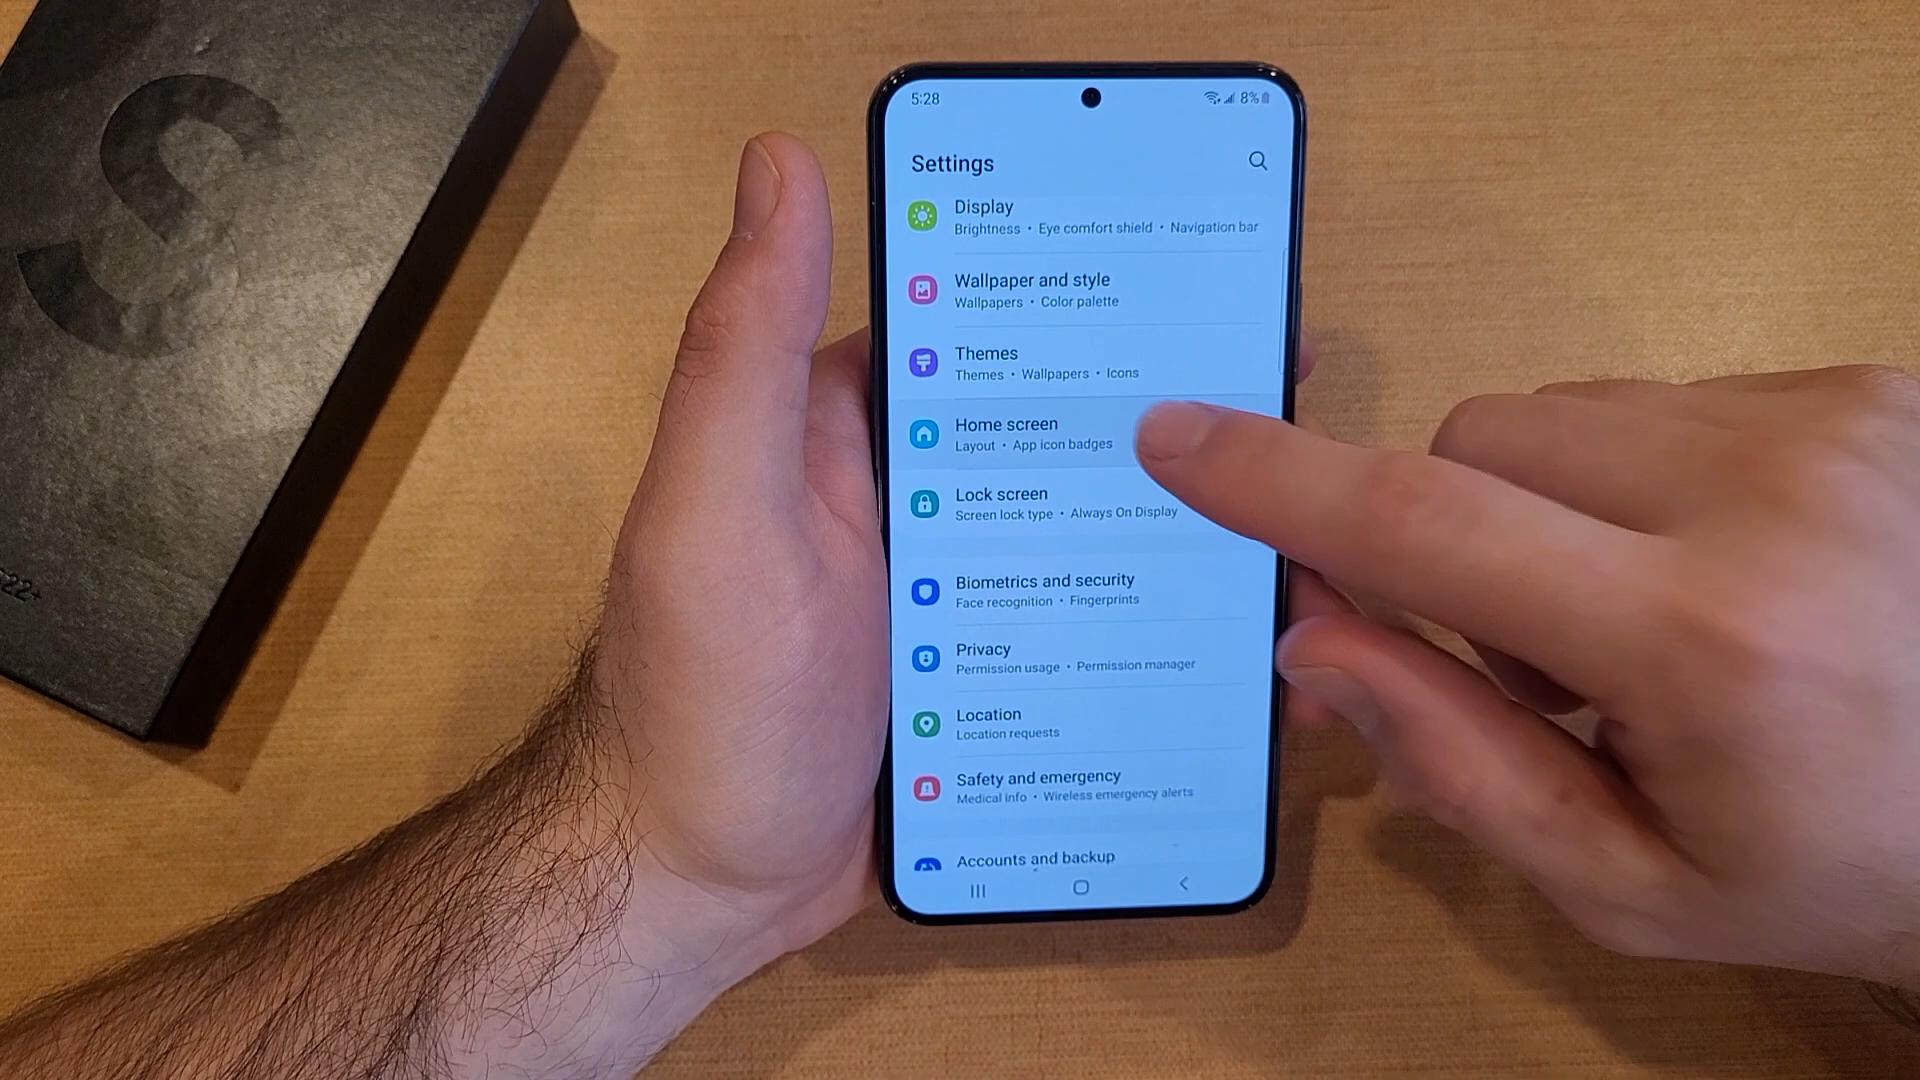 5:28
8%
Settings
Display
Brightness • Eye comfort shield • Navigation bar
Wallpaper and style
Wallpapers • Color palette
Themes
Themes • Wallpapers • Icons
Home screen
Layout • App icon badges
Lock screen
Screen lock type • Always On Display
Biometrics and security
Face recognition • Fingerprints
Privacy
Permission usage • Permission manager
Location
Location requests
Safety and emergency
Medical info • Wireless emergency alerts
Accounts and backup
S
S22+